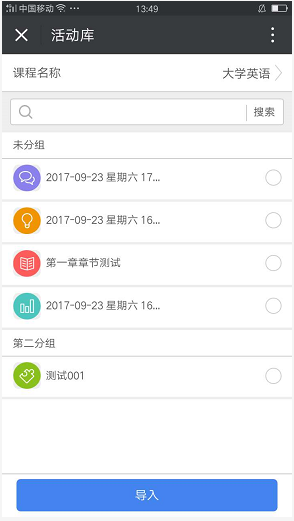 中国移动 13:49
活动库
课程名称 大学英语
搜索
未分组
2017-09-23 星期六 17...
2017-09-23 星期六 16...
第一章章节测试
2017-09-23 星期六 16...
第二分组
测试001
导入